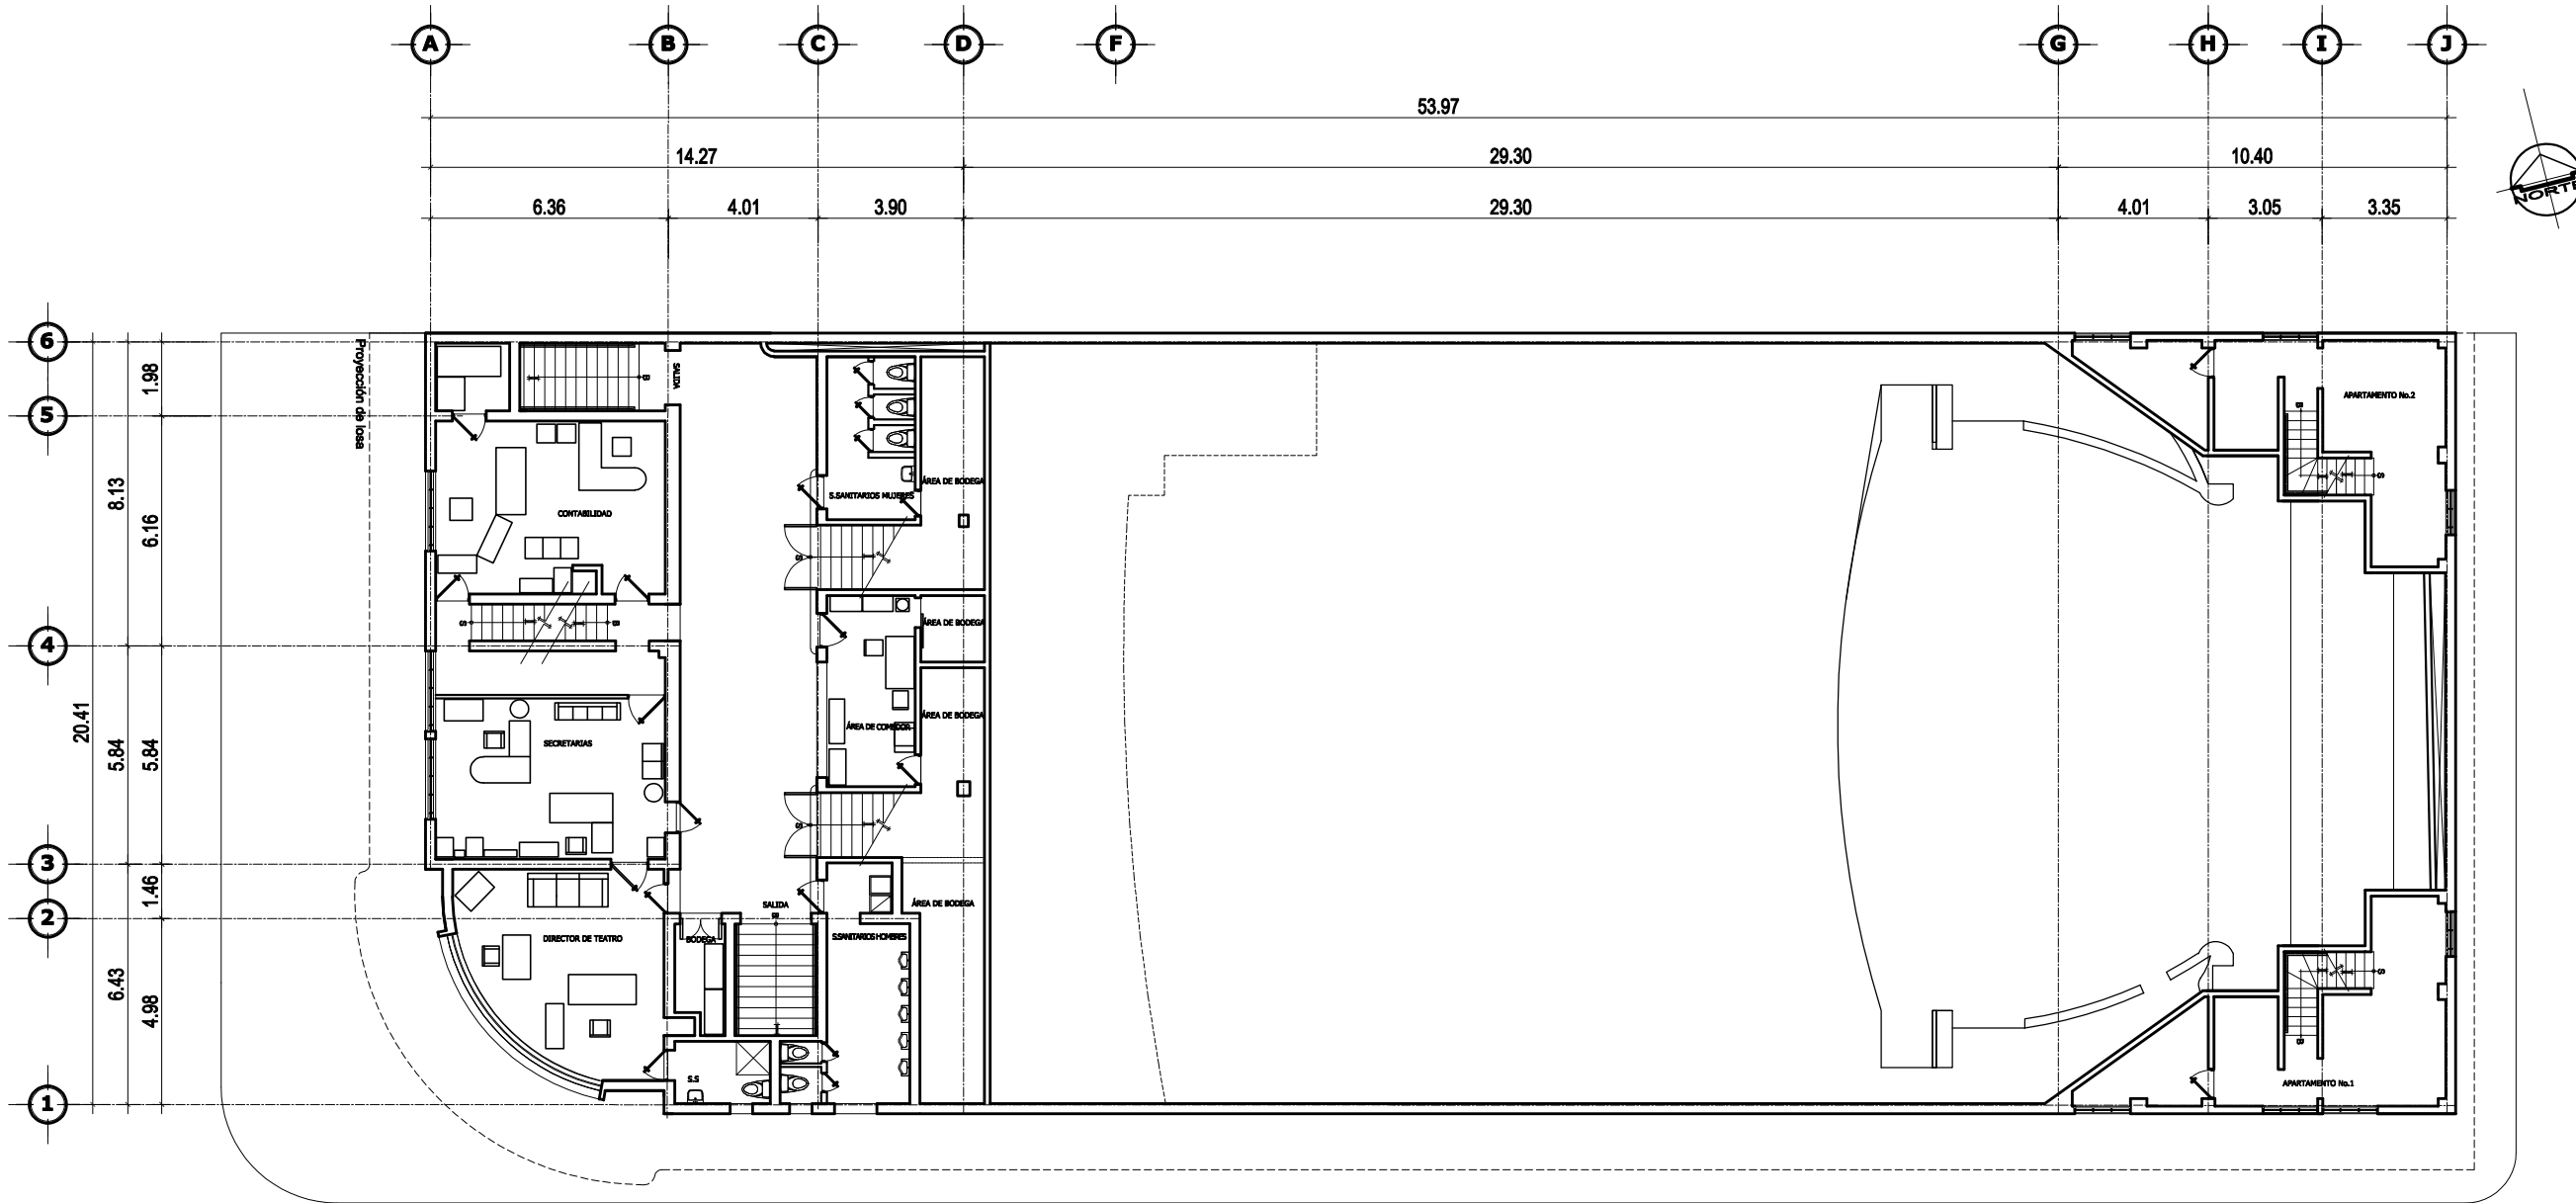 A B C D F G H I J
53.97
14.27 29.30 10.40
6.36 4.01 3.90 29.30 4.01 3.05 3.35
NORTE
6
5
4
3
2
1
1.98
8.13
6.16
20.41
5.84
5.84
1.46
6.43
4.98
Proyección de losa
SALIDA
B
APARTAMENTO No.2
B
S
S.SANITARIOS MUJERES
ÁREA DE BODEGA
CONTABILIDAD
S
S
B
ÁREA DE BODEGA
ÁREA DE COMEDOR
ÁREA DE BODEGA
SECRETARIAS
S
SALIDA
B
ÁREA DE BODEGA
DIRECTOR DE TEATRO
BODEGA
S.SANITARIOS HOMBRES
S
B
S.S
APARTAMENTO No.1